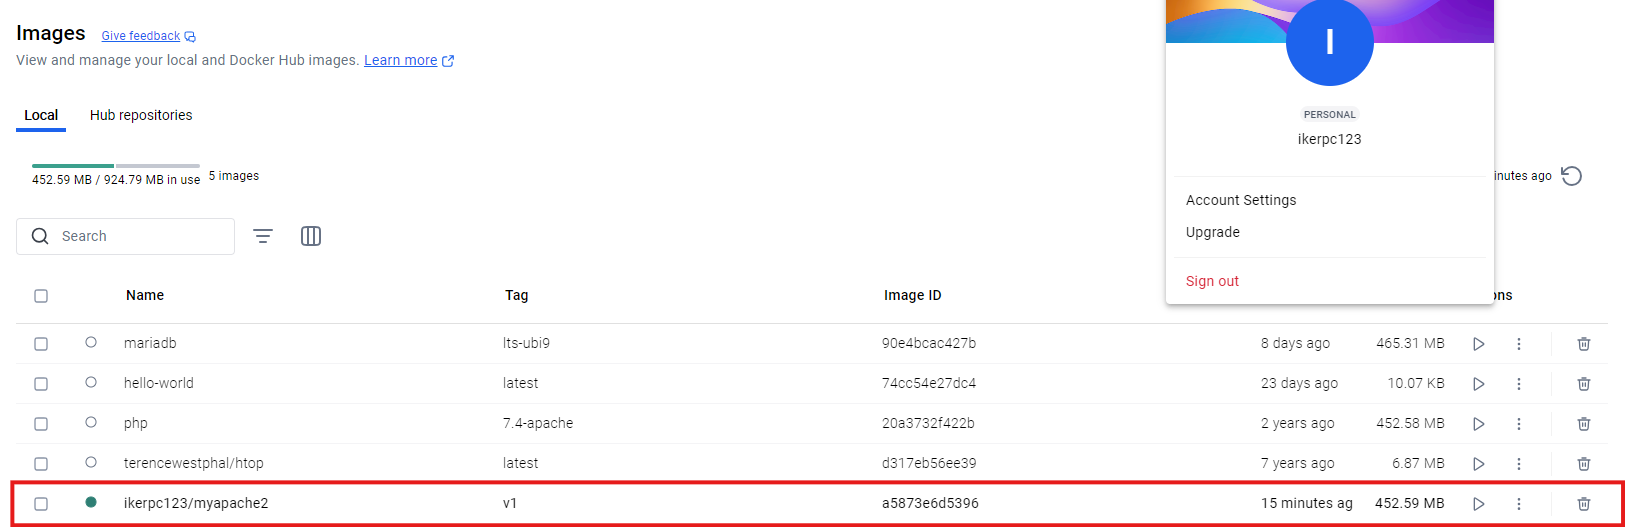 Images Give feedback
View and manage your local and Docker Hub images. Learn more
Local Hub repositories
452.59 MB / 924.79 MB in use 5 images
inutes ago
Search
I
PERSONAL
ikerpc123
Account Settings
Upgrade
Sign out
Name Tag Image ID ons
mariadb lts-ubi9 90e4bcac427b 8 days ago 465.31 MB
hello-world latest 74cc54e27dc4 23 days ago 10.07 KB
php 7.4-apache 20a3732f422b 2 years ago 452.58 MB
terencewestphal/htop latest d317eb56ee39 7 years ago 6.87 MB
ikerpc123/myapache2 v1 a5873e6d5396 15 minutes ag 452.59 MB